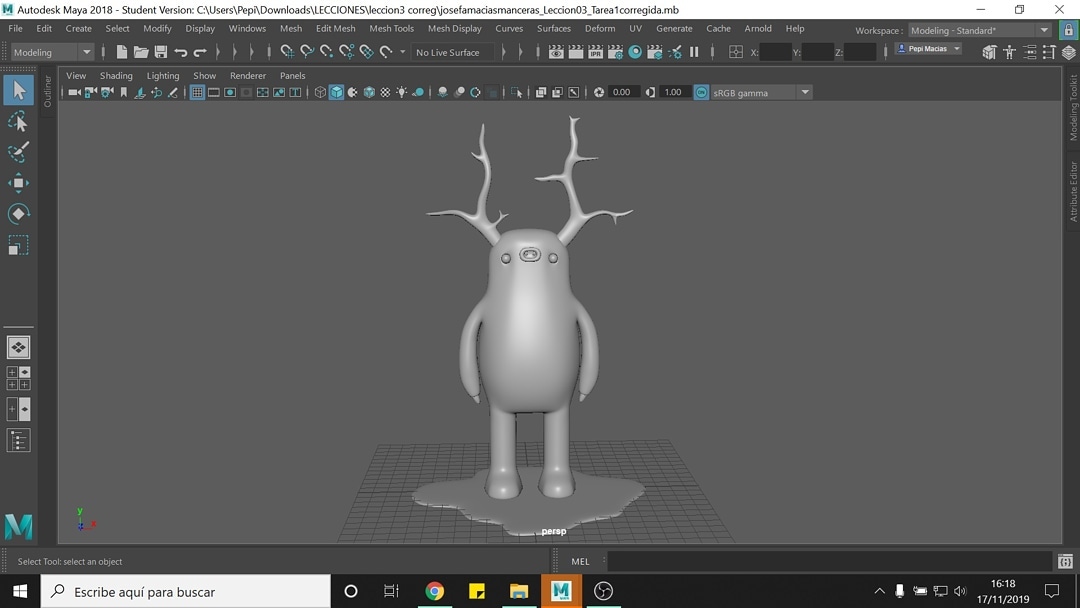 Autodesk Maya 2018 - Student Version: C:\Users\Pepi\Downloads\LECCIONES\leccion3 correg\josefamaciasmanceras_Leccion03_Tarea1corregida.mb
File Edit Create Select Modify Display Windows Mesh Edit Mesh Mesh Tools Mesh Display Curves Surfaces Deform UV Generate Cache Arnold Help Workspace : Modeling - Standard*
Modeling No Live Surface X: Y: Z: Pepi Macias
View Shading Lighting Show Renderer Panels
0.00 1.00 sRGB gamma
Outliner
Modeling Toolkit
Attribute Editor
y
x
persp
Select Tool: select an object MEL
Escribe aquí para buscar
16:18
17/11/2019